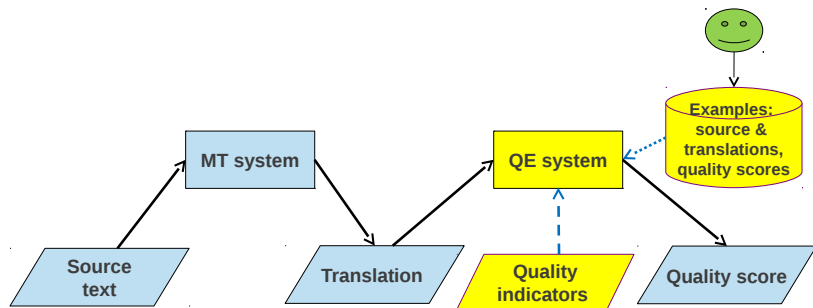 Examples:
source &
translations,
quality scores
MT system
QE system
Source
text
Translation
Quality
indicators
Quality score